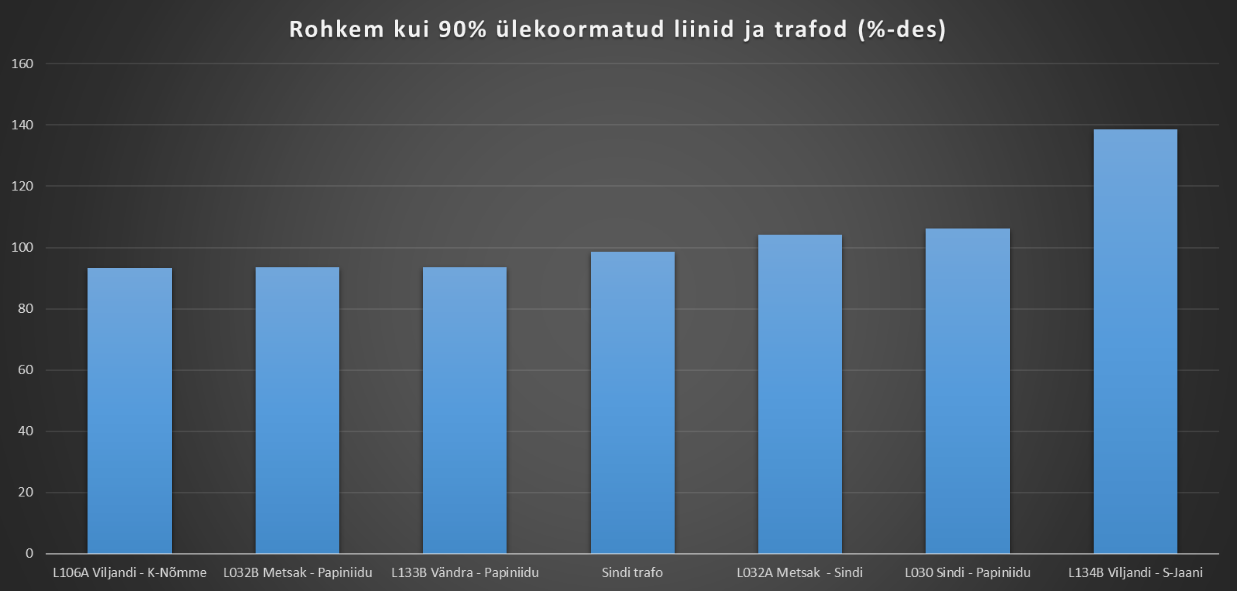 Rohkem kui 90% ülekoormatud liinid ja trafod (%-des)
160
140
120
100
80
60
40
20
0
L106A Viljandi - K-Nõmme
L032B Metsak - Papiniidu
L133B Vändra - Papiniidu
Sindi trafo
L032A Metsak  - Sindi
L030 Sindi - Papiniidu
L134B Viljandi - S-Jaani